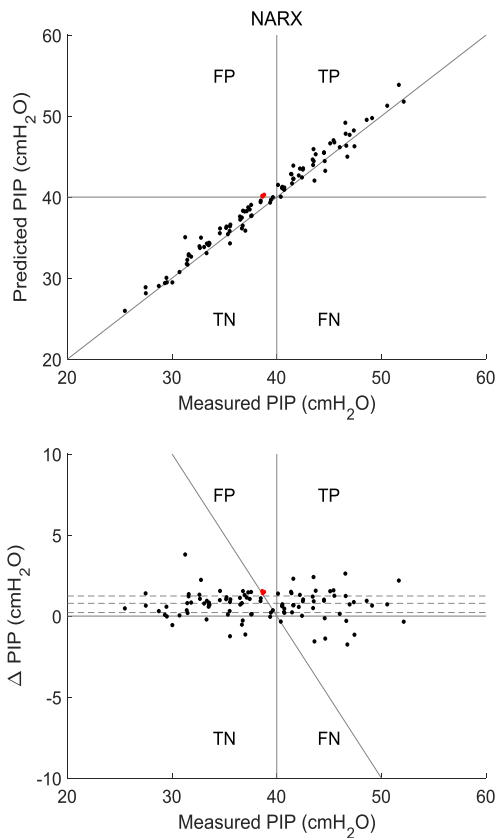 NARX
60
FP TP
50
Predicted PIP (cmH2O)
40
30
TN FN
20
20 30 40 50 60
Measured PIP (cmH2O)
10
FP TP
5
Δ PIP (cmH2O)
0
-5
TN FN
-10
20 30 40 50 60
Measured PIP (cmH2O)